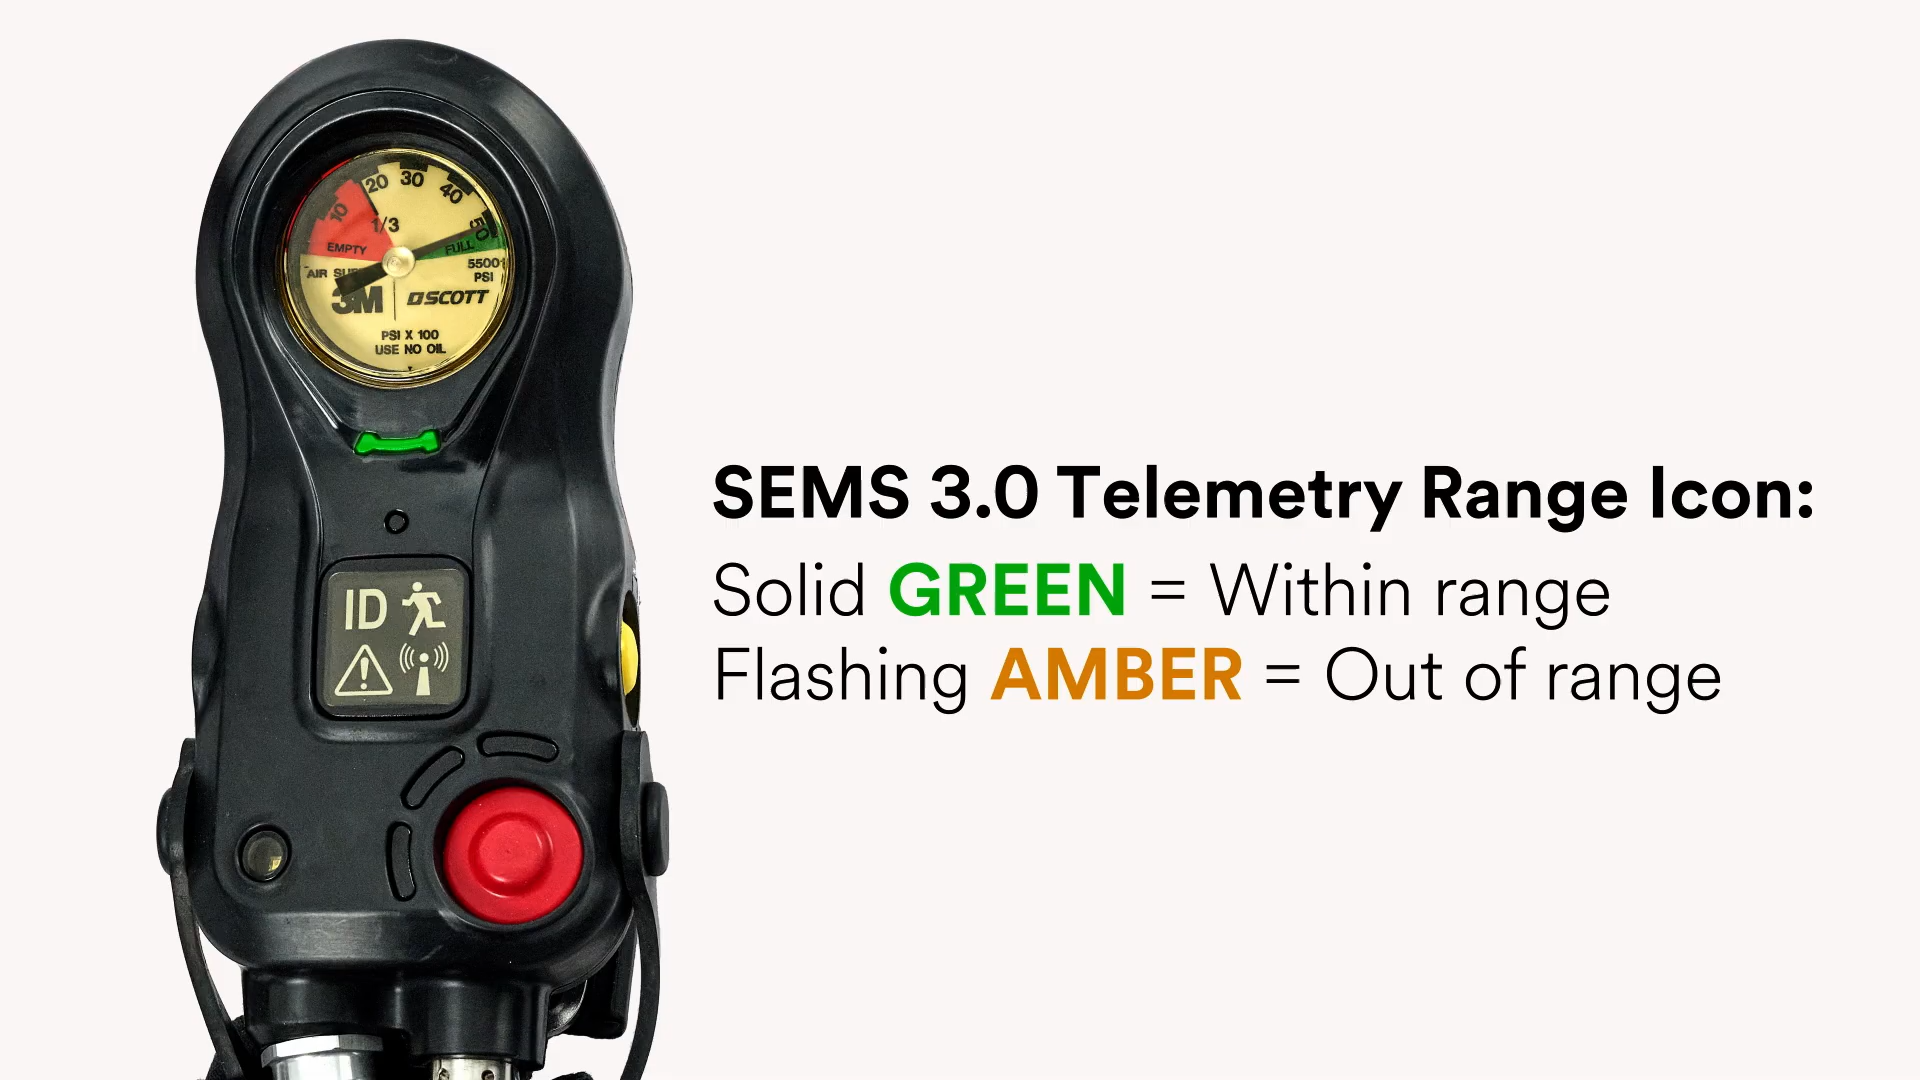 10 20 30 40 50
1/3
EMPTY FULL
AIR
5500
PSI
3M SCOTT
PSI X 100
USE NO OIL
ID
SEMS 3.0 Telemetry Range Icon:
Solid GREEN = Within range
Flashing AMBER = Out of range